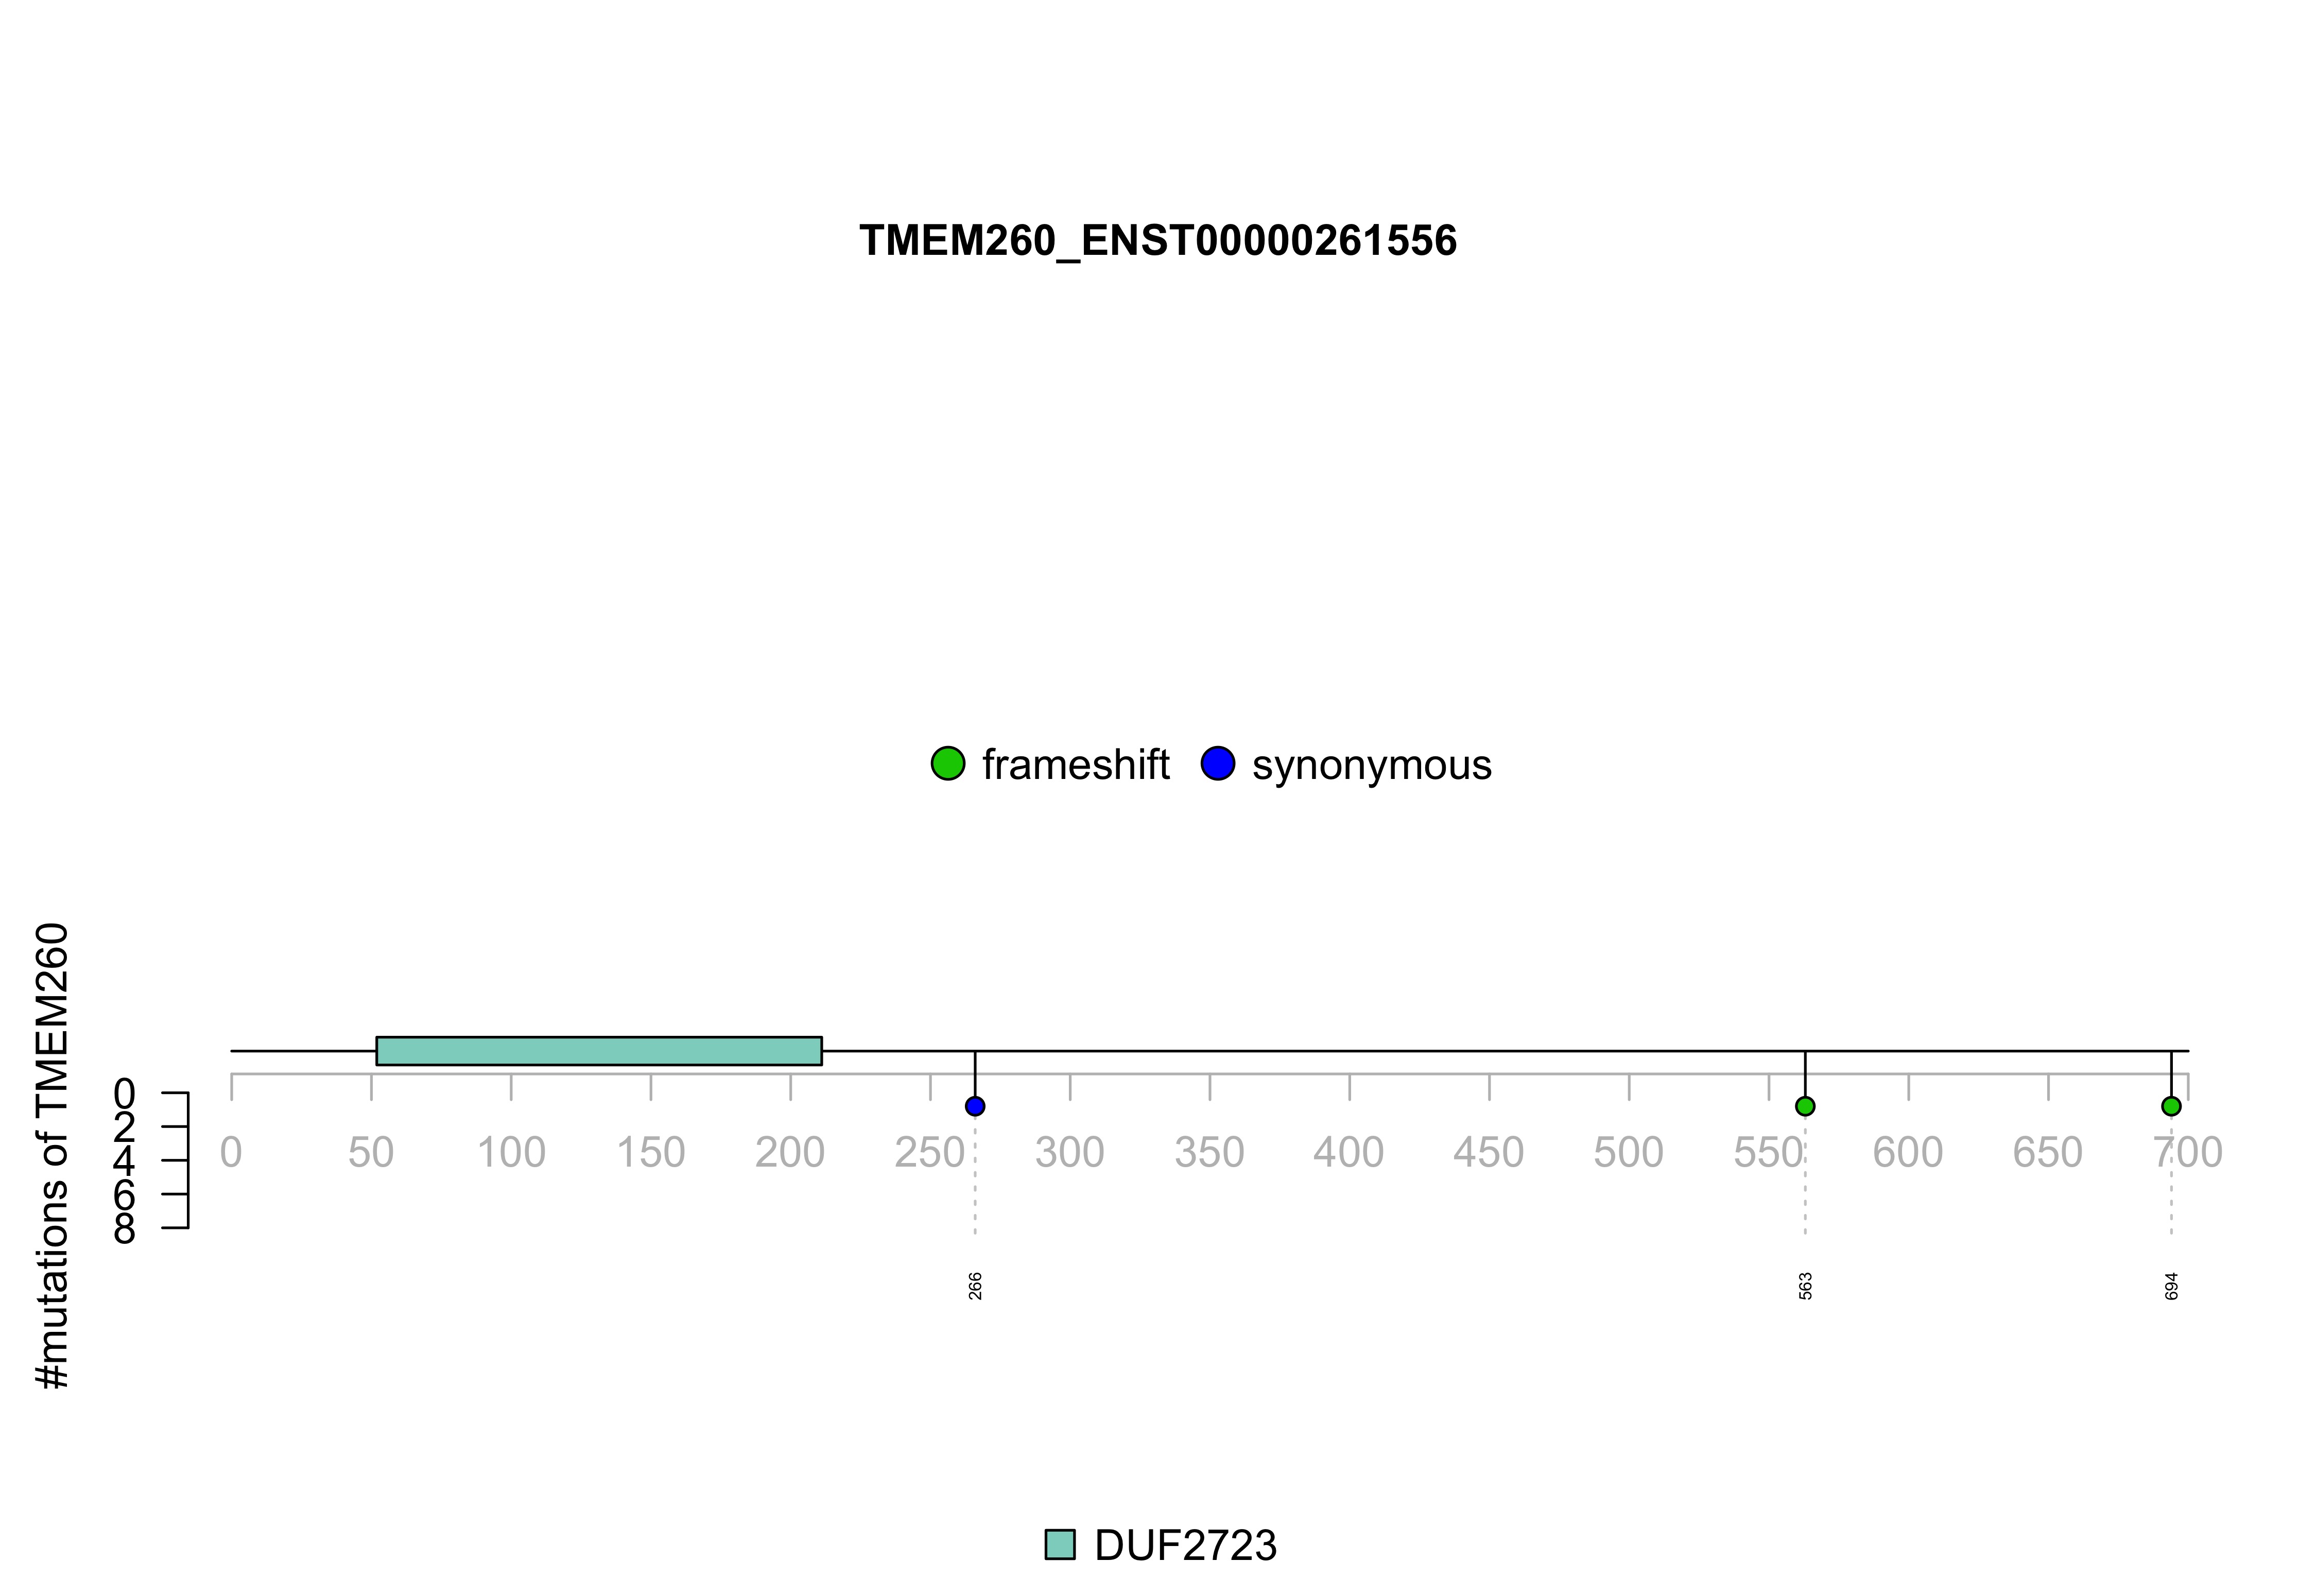 TMEM260_ENST00000261556
frameshift synonymous
#mutations of TMEM260
0
2
4
6
8
0 50 100 150 200 250 300 350 400 450 500 550 600 650 700
266 563 694
DUF2723